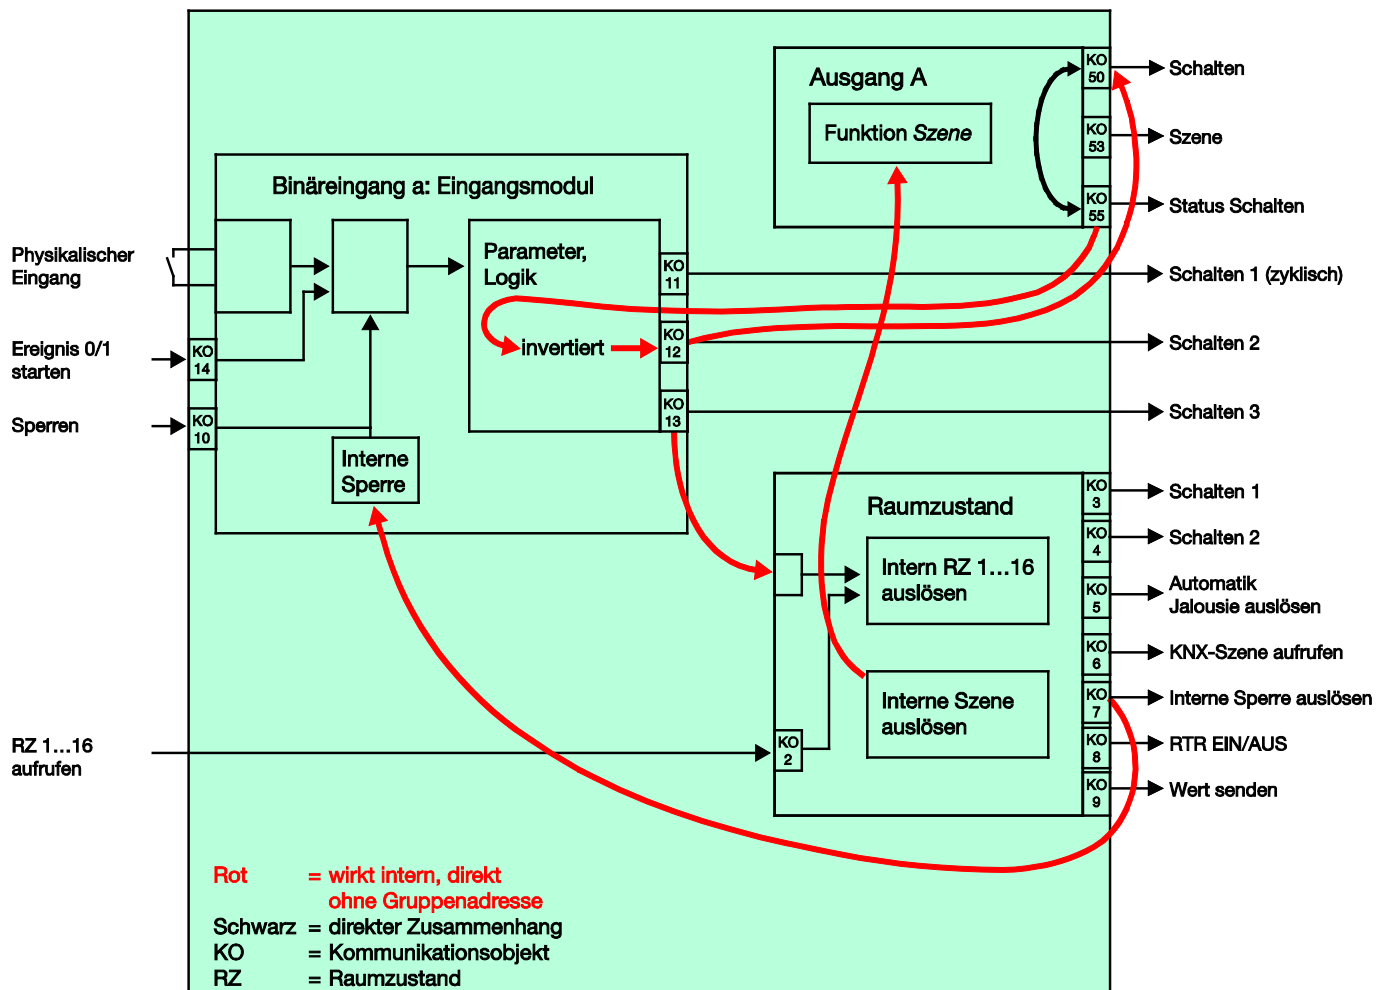 Ausgang A
Funktion Szene
KO
50
Schalten
KO
53
Szene
KO
55
Status Schalten
Binäreingang a: Eingangsmodul
Physikalischer
Eingang
Parameter,
Logik
invertiert
KO
11
Schalten 1 (zyklisch)
KO
12
Schalten 2
KO
13
Schalten 3
Ereignis 0/1
starten
KO
14
Sperren
KO
10
Interne
Sperre
Raumzustand
Intern RZ 1...16
auslösen
Interne Szene
auslösen
KO
3
Schalten 1
KO
4
Schalten 2
KO
5
Automatik
Jalousie auslösen
KO
6
KNX-Szene aufrufen
KO
7
Interne Sperre auslösen
KO
8
RTR EIN/AUS
KO
9
Wert senden
RZ 1...16
aufrufen
KO
2
Rot = wirkt intern, direkt
ohne Gruppenadresse
Schwarz = direkter Zusammenhang
KO = Kommunikationsobjekt
RZ = Raumzustand